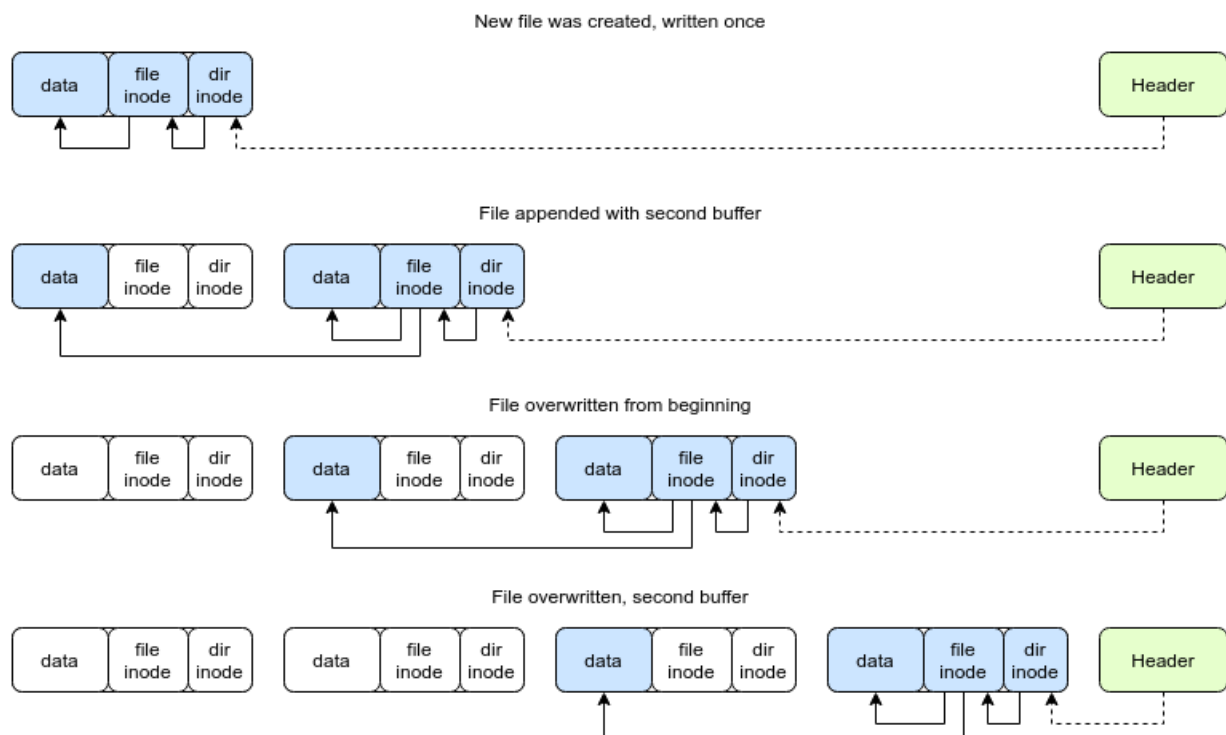 New file was created, written once
data file inode dir inode Header
File appended with second buffer
data file inode dir inode data file inode dir inode Header
File overwritten from beginning
data file inode dir inode data file inode dir inode data file inode dir inode Header
File overwritten, second buffer
data file inode dir inode data file inode dir inode data file inode dir inode data file inode dir inode Header